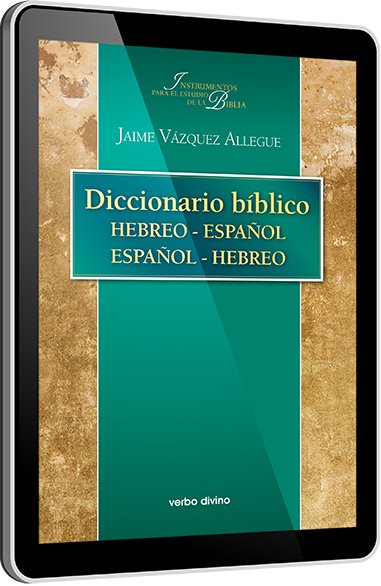 INSTRUMENTOS
PARA EL ESTUDIO
DE LA BIBLIA
JAIME VÁZQUEZ ALLEGUE
Diccionario bíblico
HEBREO - ESPAÑOL
ESPAÑOL - HEBREO
verbo divino